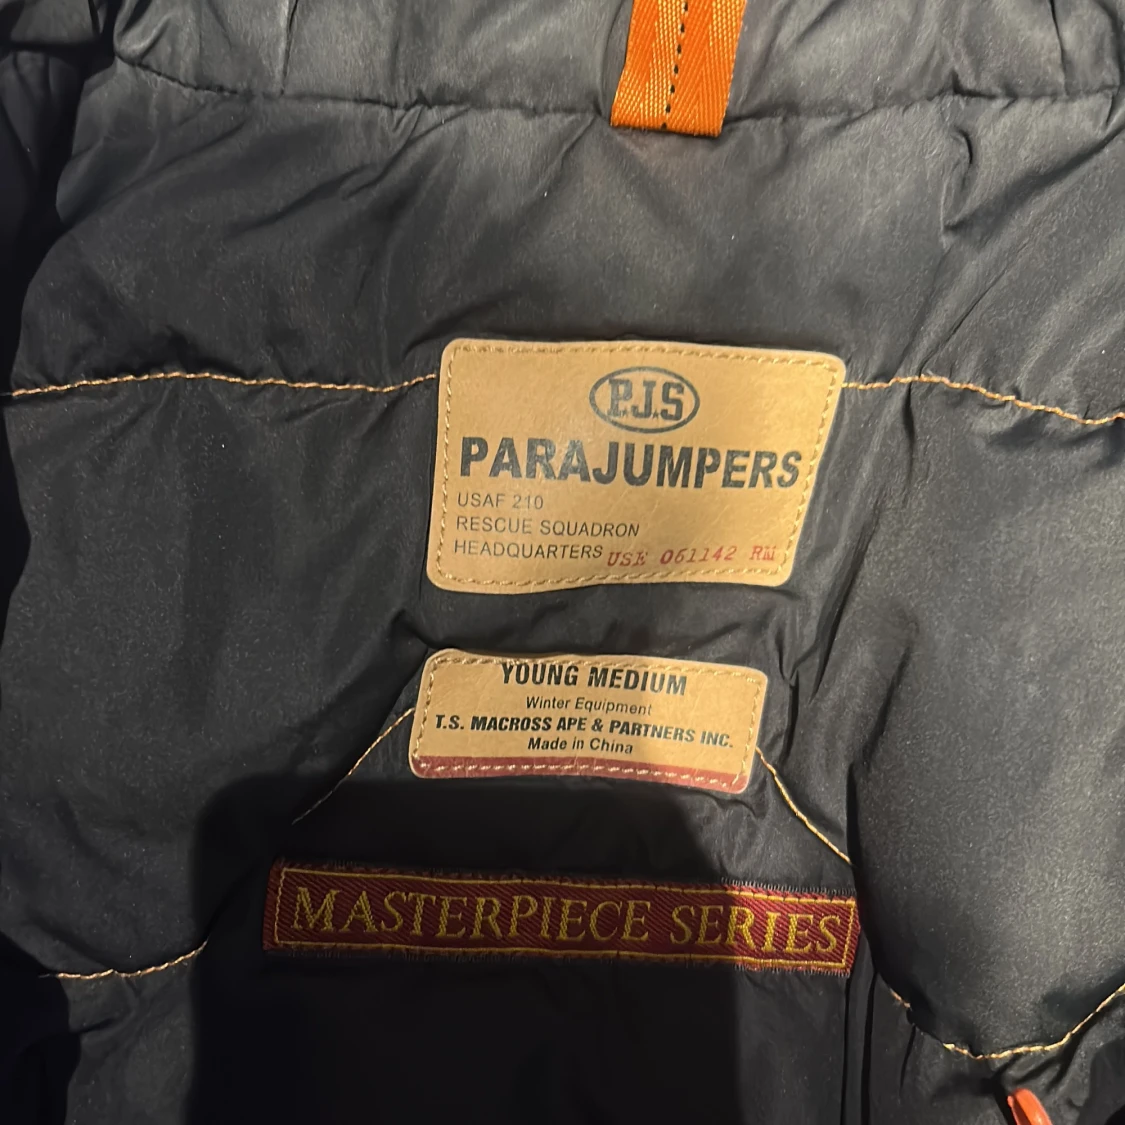 P.J.S
PARAJUMPERS
USAF 210
RESCUE SQUADRON
HEADQUARTERS USE 061142 RM
YOUNG MEDIUM
Winter Equipment
T.S. MACROSS APE & PARTNERS INC.
Made in China
MASTERPIECE SERIES